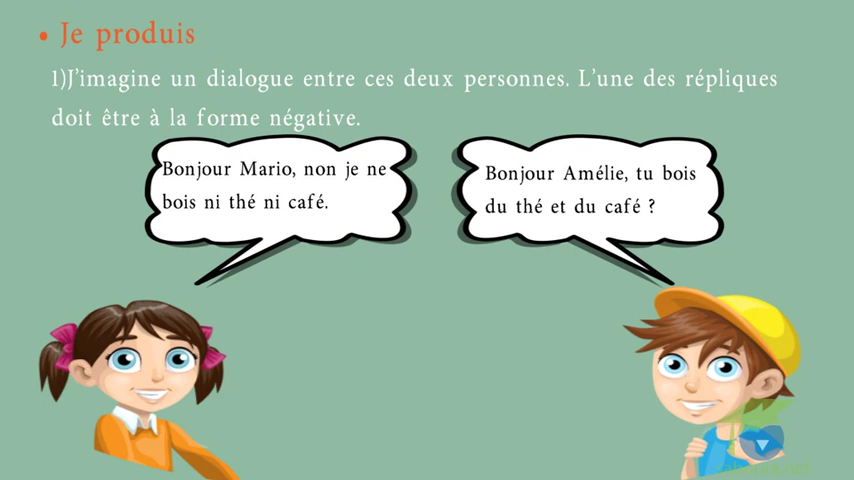 • Je produis
1)J'imagine un dialogue entre ces deux personnes. L'une des répliques
doit être à la forme négative.
Bonjour Mario, non je ne
bois ni thé ni café.
Bonjour Amélie, tu bois
du thé et du café ?